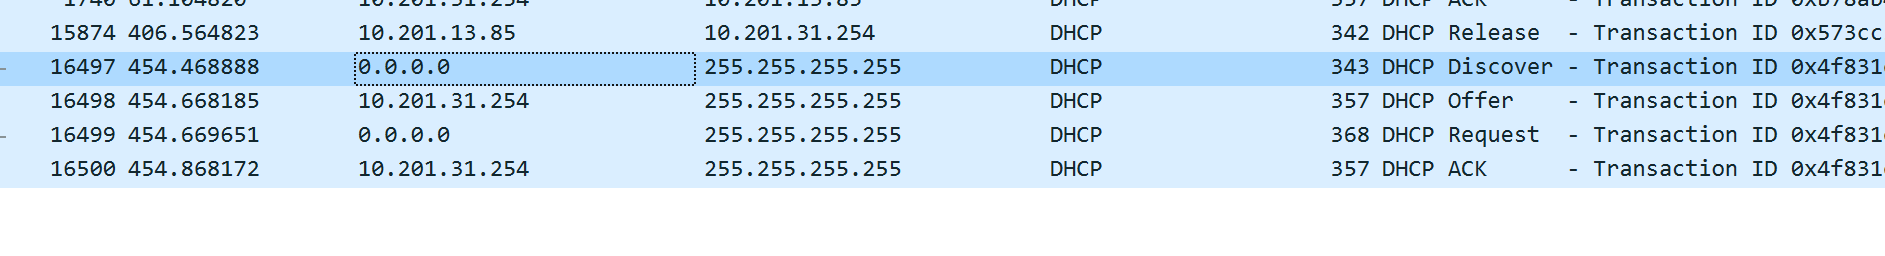 1740 61.104820 10.201.31.254 10.201.13.85 DHCP 357 DHCP ACK - Transaction ID
15874 406.564823 10.201.13.85 10.201.31.254 DHCP 342 DHCP Release - Transaction ID 0x573cc
16497 454.468888 0.0.0.0 255.255.255.255 DHCP 343 DHCP Discover - Transaction ID 0x4f831
16498 454.668185 10.201.31.254 255.255.255.255 DHCP 357 DHCP Offer - Transaction ID 0x4f831
16499 454.669651 0.0.0.0 255.255.255.255 DHCP 368 DHCP Request - Transaction ID 0x4f831
16500 454.868172 10.201.31.254 255.255.255.255 DHCP 357 DHCP ACK - Transaction ID 0x4f831